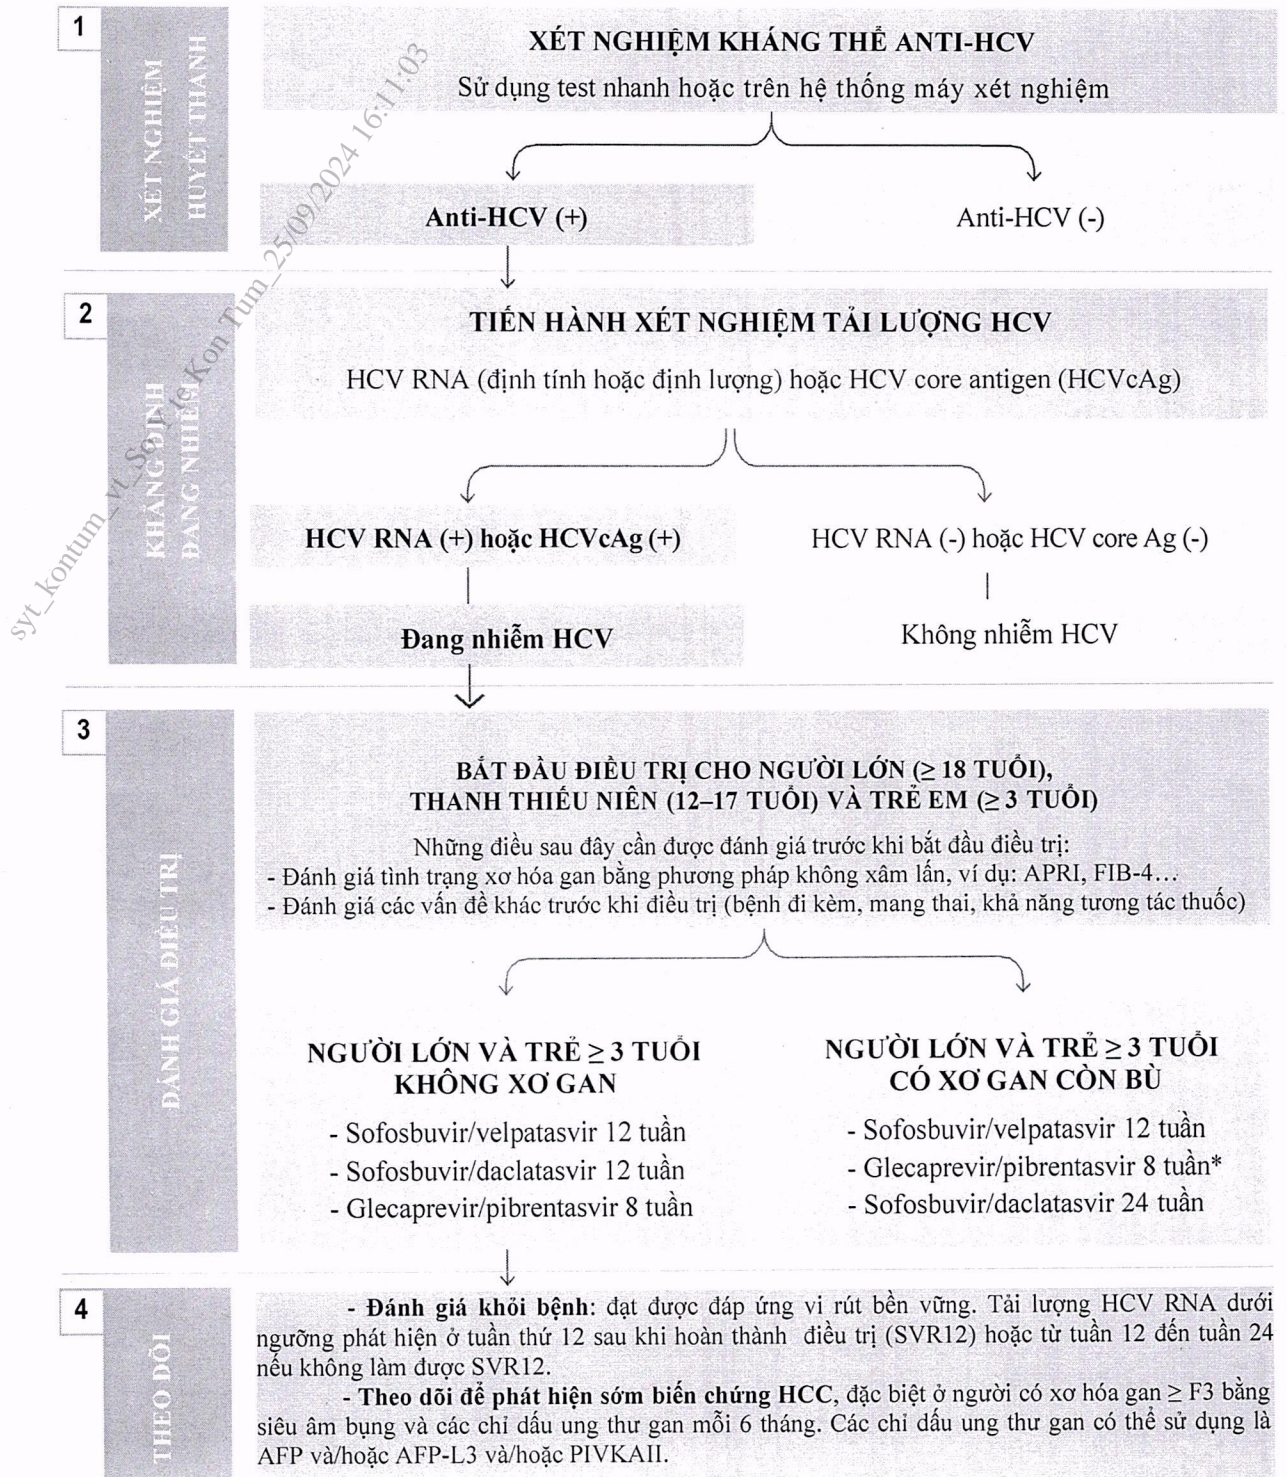 1
XÉT NGHIỆM
HUYẾT THANH
XÉT NGHIỆM KHÁNG THỂ ANTI-HCV
Sử dụng test nhanh hoặc trên hệ thống máy xét nghiệm
Anti-HCV (+)
Anti-HCV (-)
2
KHẲNG ĐỊNH
ĐANG NHIỄM
TIẾN HÀNH XÉT NGHIỆM TẢI LƯỢNG HCV
HCV RNA (định tính hoặc định lượng) hoặc HCV core antigen (HCVcAg)
HCV RNA (+) hoặc HCVcAg (+)
HCV RNA (-) hoặc HCV core Ag (-)
Đang nhiễm HCV
Không nhiễm HCV
syt_kontum_vt_So Y te Kon Tum_25/09/2024 16:11:03
3
ĐÁNH GIÁ ĐIỀU TRỊ
BẮT ĐẦU ĐIỀU TRỊ CHO NGƯỜI LỚN (≥ 18 TUỔI),
THANH THIẾU NIÊN (12–17 TUỔI) VÀ TRẺ EM (≥ 3 TUỔI)
Những điều sau đây cần được đánh giá trước khi bắt đầu điều trị:
- Đánh giá tình trạng xơ hóa gan bằng phương pháp không xâm lấn, ví dụ: APRI, FIB-4…
- Đánh giá các vấn đề khác trước khi điều trị (bệnh đi kèm, mang thai, khả năng tương tác thuốc)
NGƯỜI LỚN VÀ TRẺ ≥ 3 TUỔI
KHÔNG XƠ GAN
- Sofosbuvir/velpatasvir 12 tuần
- Sofosbuvir/daclatasvir 12 tuần
- Glecaprevir/pibrentasvir 8 tuần
NGƯỜI LỚN VÀ TRẺ ≥ 3 TUỔI
CÓ XƠ GAN CÒN BÙ
- Sofosbuvir/velpatasvir 12 tuần
- Glecaprevir/pibrentasvir 8 tuần*
- Sofosbuvir/daclatasvir 24 tuần
4
THEO DÕI
- Đánh giá khỏi bệnh: đạt được đáp ứng vi rút bền vững. Tải lượng HCV RNA dưới
ngưỡng phát hiện ở tuần thứ 12 sau khi hoàn thành điều trị (SVR12) hoặc từ tuần 12 đến tuần 24
nếu không làm được SVR12.
- Theo dõi để phát hiện sớm biến chứng HCC, đặc biệt ở người có xơ hóa gan ≥ F3 bằng
siêu âm bụng và các chỉ dấu ung thư gan mỗi 6 tháng. Các chỉ dấu ung thư gan có thể sử dụng là
AFP và/hoặc AFP-L3 và/hoặc PIVKAII.